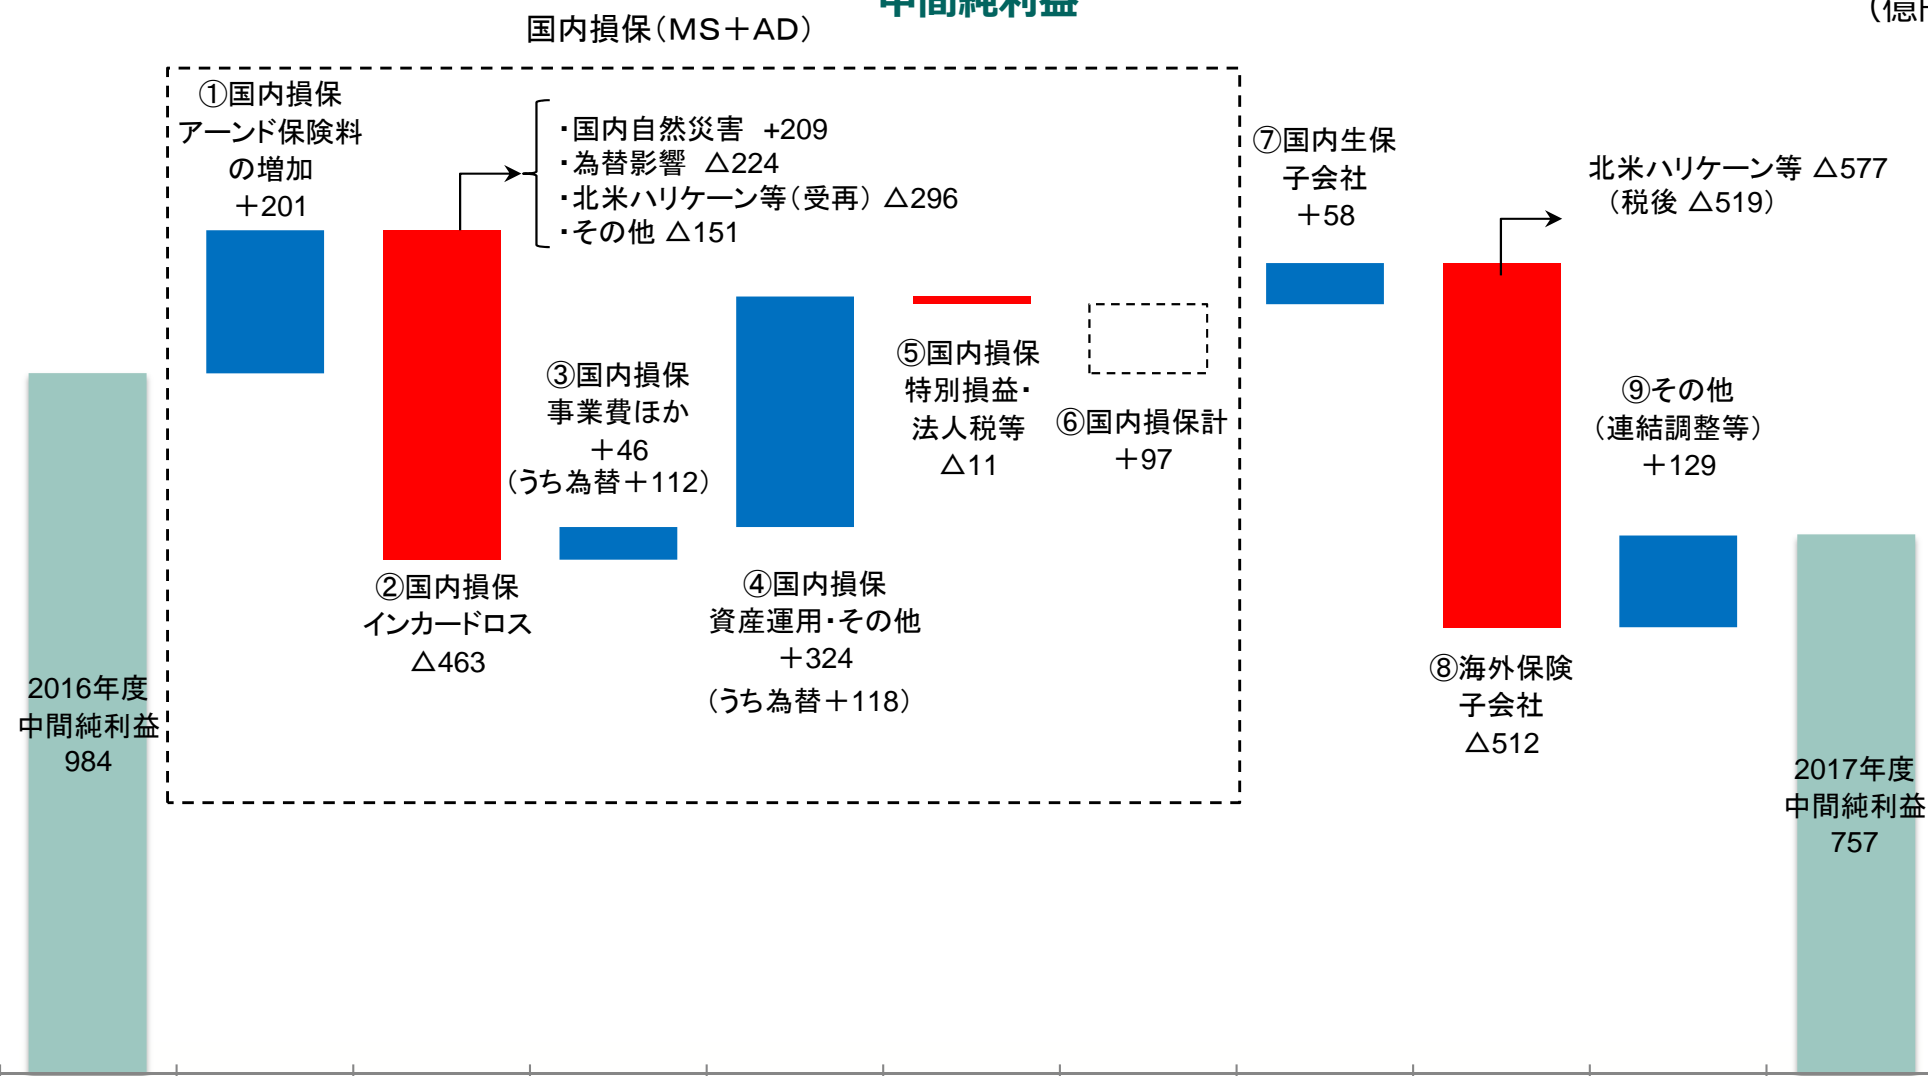 中間純利益
国内損保（MS＋AD）
（億円
①国内損保
アーンド保険料
の増加
＋201
・国内自然災害 +209
・為替影響 △224
・北米ハリケーン等（受再） △296
・その他 △151
②国内損保
インカードロス
△463
③国内損保
事業費ほか
＋46
（うち為替＋112）
④国内損保
資産運用・その他
＋324
（うち為替＋118）
⑤国内損保
特別損益・
法人税等
△11
⑥国内損保計
＋97
⑦国内生保
子会社
＋58
北米ハリケーン等 △577
（税後 △519）
⑧海外保険
子会社
△512
⑨その他
（連結調整等）
＋129
2016年度
中間純利益
984
2017年度
中間純利益
757